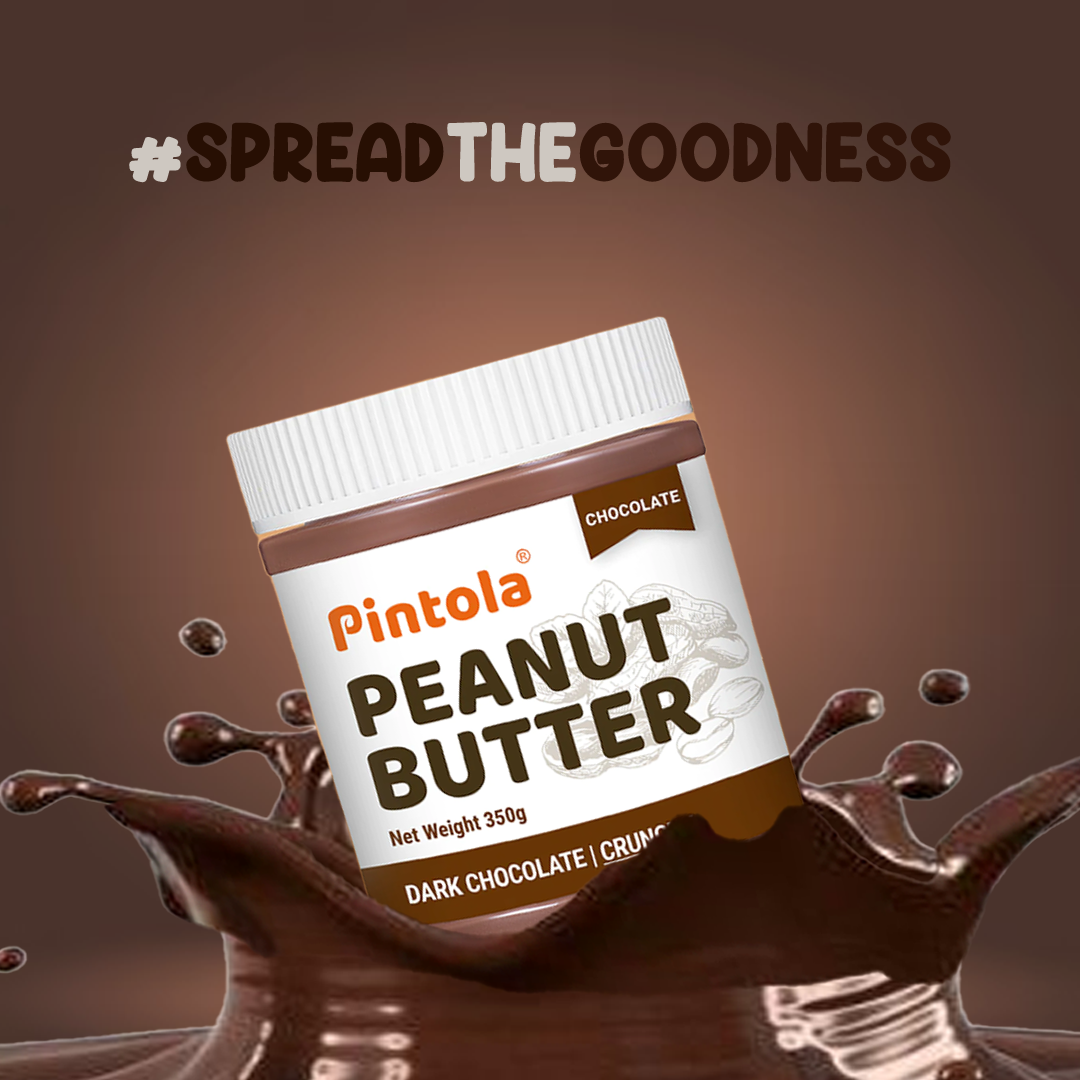 #SPREADTHEGOODNESS
CHOCOLATE
Pintola®
PEANUT
BUTTER
Net Weight 350g
DARK CHOCOLATE |